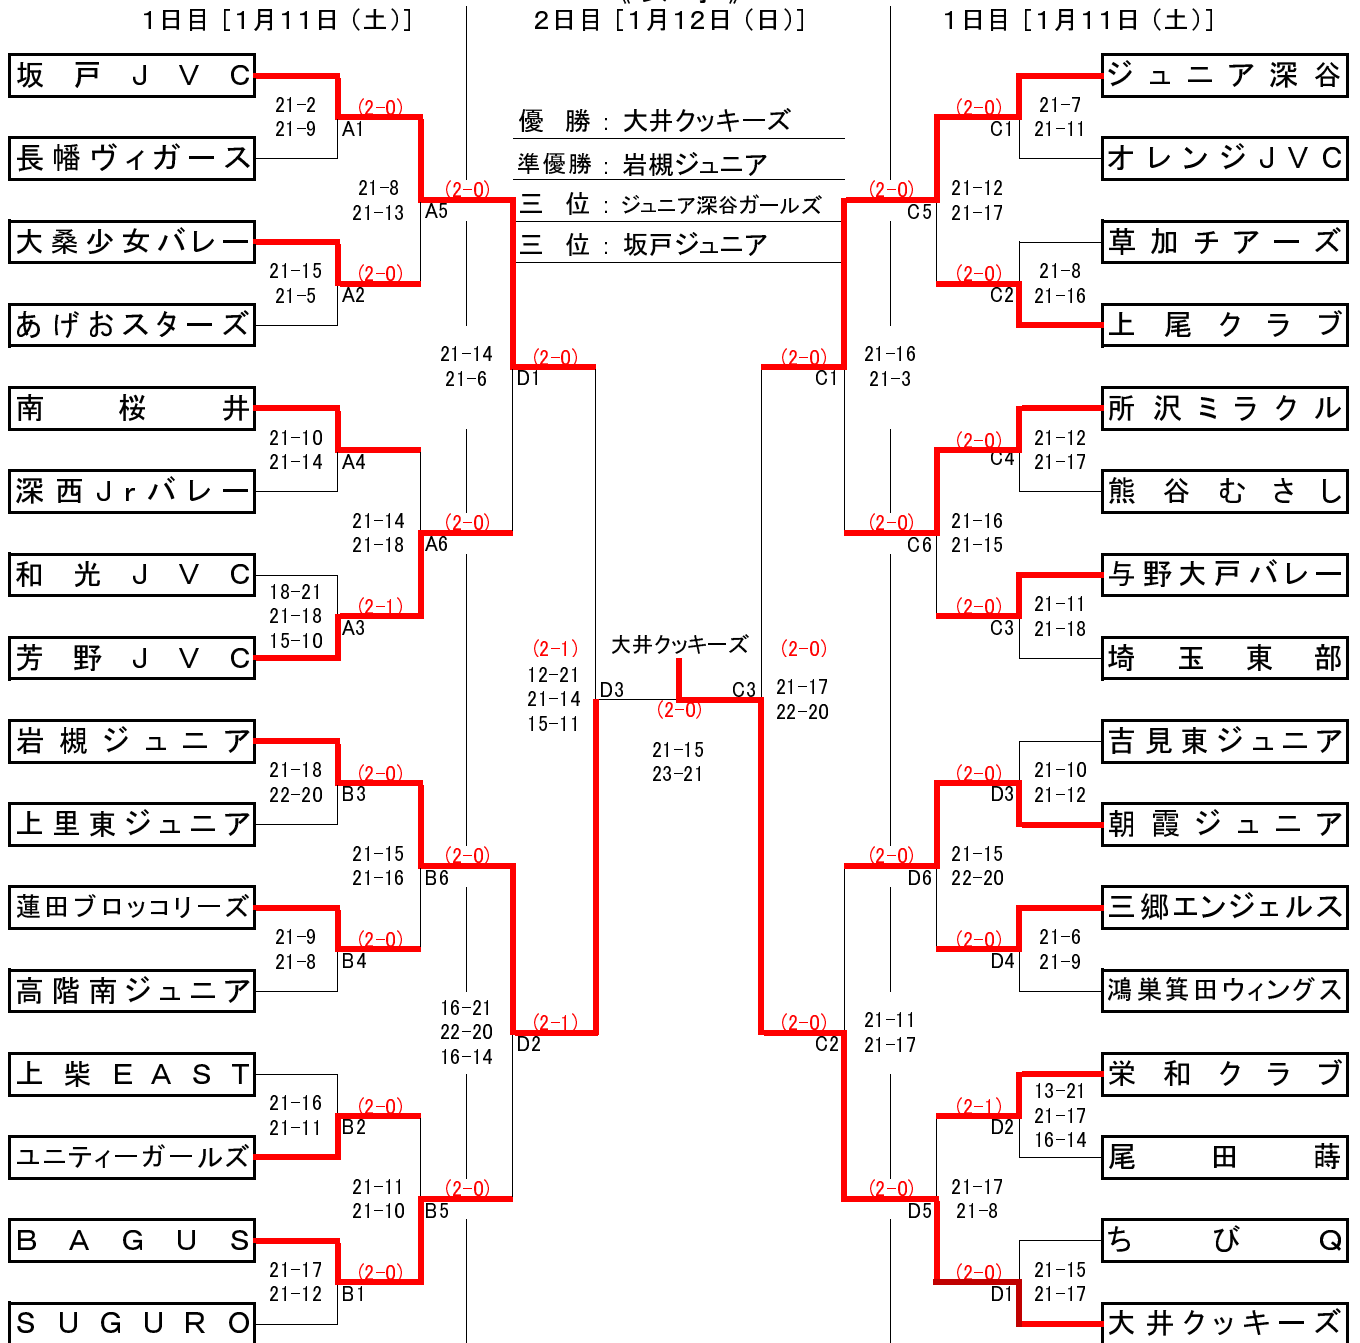 1日目 [1月11日（土）]
2日目 [1月12日（日）]
1日目 [1月11日（土）]
優勝：大井クッキーズ
準優勝：岩槻ジュニア
三位：ジュニア深谷ガールズ
三位：坂戸ジュニア
坂戸JVC
21-2
21-9
(2-0)
A1
長幡ヴィガース
21-8
21-13
(2-0)
A5
大桑少女バレー
21-15
21-5
(2-0)
A2
あげおスターズ
21-14
21-6
(2-0)
D1
南桜井
21-10
21-14
A4
深西Jrバレー
21-14
21-18
(2-0)
A6
和光JVC
18-21
21-18
15-10
(2-1)
A3
芳野JVC
(2-1)
12-21
21-14
15-11
D3
大井クッキーズ
(2-0)
21-15
23-21
岩槻ジュニア
21-18
22-20
(2-0)
B3
上里東ジュニア
21-15
21-16
(2-0)
B6
蓮田ブロッコリーズ
21-9
21-8
(2-0)
B4
高階南ジュニア
16-21
22-20
16-14
(2-1)
D2
上柴EAST
21-16
21-11
(2-0)
B2
ユニティーガールズ
21-11
21-10
(2-0)
B5
BAGUS
21-17
21-12
(2-0)
B1
SUGURO
ジュニア深谷
(2-0)
C1
21-7
21-11
オレンジJVC
(2-0)
C5
21-12
21-17
草加チアーズ
(2-0)
C2
21-8
21-16
上尾クラブ
(2-0)
C1
21-16
21-3
所沢ミラクル
(2-0)
C4
21-12
21-17
熊谷むさし
(2-0)
C6
21-16
21-15
与野大戸バレー
(2-0)
C3
21-11
21-18
埼玉東部
(2-0)
C3
21-17
22-20
吉見東ジュニア
(2-0)
D3
21-10
21-12
朝霞ジュニア
(2-0)
D6
21-15
22-20
三郷エンジェルス
(2-0)
D4
21-6
21-9
鴻巣箕田ウィングス
(2-0)
C2
21-11
21-17
栄和クラブ
(2-1)
D2
13-21
21-17
16-14
尾田蒔
(2-0)
D5
21-17
21-8
ちびQ
(2-0)
D1
21-15
21-17
大井クッキーズ